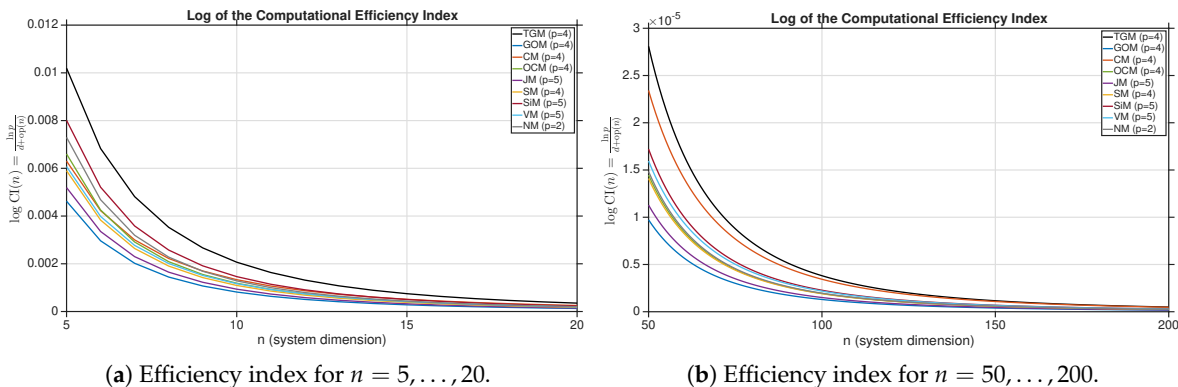 Log of the Computational Efficiency Index
0.012
0.01
0.008
0.006
0.004
0.002
0
log CI(n) = ln p / d+op(n)
TGM (p=4)
GOM (p=4)
CM (p=4)
OCM (p=4)
JM (p=5)
SM (p=4)
SiM (p=5)
VM (p=5)
NM (p=2)
5 10 15 20
n (system dimension)
(a) Efficiency index for n = 5, . . . , 20.
×10-5
Log of the Computational Efficiency Index
3
2.5
2
1.5
1
0.5
0
log CI(n) = ln p / d+op(n)
TGM (p=4)
GOM (p=4)
CM (p=4)
OCM (p=4)
JM (p=5)
SM (p=4)
SiM (p=5)
VM (p=5)
NM (p=2)
50 100 150 200
n (system dimension)
(b) Efficiency index for n = 50, . . . , 200.